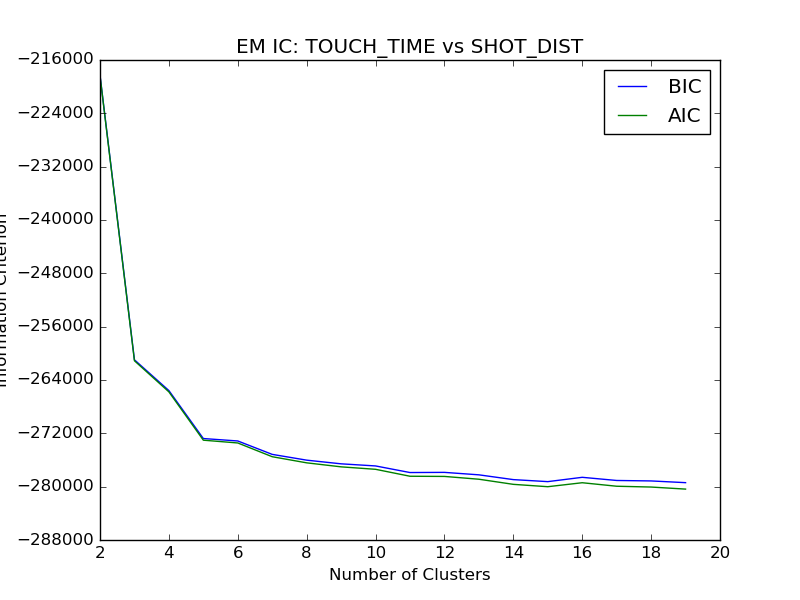 EM IC: TOUCH_TIME vs SHOT_DIST
−216000
−224000
−232000
−240000
−248000
−256000
−264000
−272000
−280000
−288000
Information Criterion
BIC
AIC
2 4 6 8 10 12 14 16 18 20
Number of Clusters